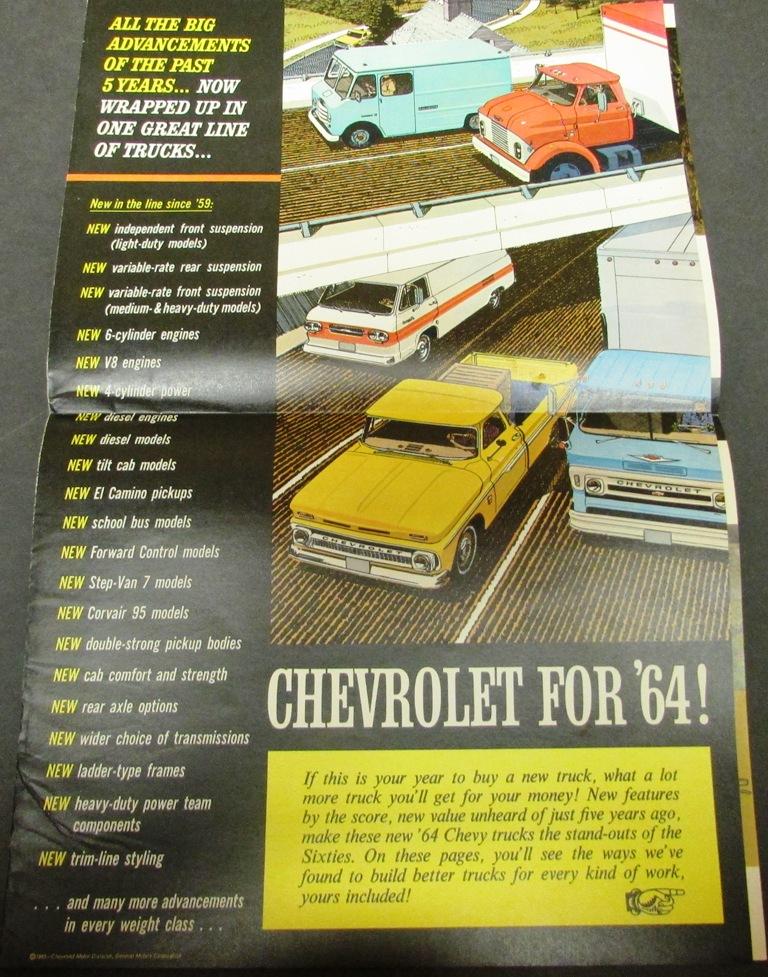 ALL THE BIG
ADVANCEMENTS
OF THE PAST
5 YEARS... NOW
WRAPPED UP IN
ONE GREAT LINE
OF TRUCKS...
New in the line since '59:
NEW independent front suspension
(light-duty models)
NEW variable-rate rear suspension
NEW variable-rate front suspension
(medium- & heavy-duty models)
NEW 6-cylinder engines
NEW V8 engines
NEW 4-cylinder power
NEW diesel engines
NEW diesel models
NEW tilt cab models
NEW El Camino pickups
NEW school bus models
NEW Forward Control models
NEW Step-Van 7 models
NEW Corvair 95 models
NEW double-strong pickup bodies
NEW cab comfort and strength
NEW rear axle options
NEW wider choice of transmissions
NEW ladder-type frames
NEW heavy-duty power team
components
NEW trim-line styling
. . . and many more advancements
in every weight class . . .
CHEVROLET
CHEVROLET
CHEVROLET FOR '64!
If this is your year to buy a new truck, what a lot
more truck you'll get for your money! New features
by the score, new value unheard of just five years ago,
make these new '64 Chevy trucks the stand-outs of the
Sixties. On these pages, you'll see the ways we've
found to build better trucks for every kind of work,
yours included!
©1963—Chevrolet Motor Division, General Motors Corporation